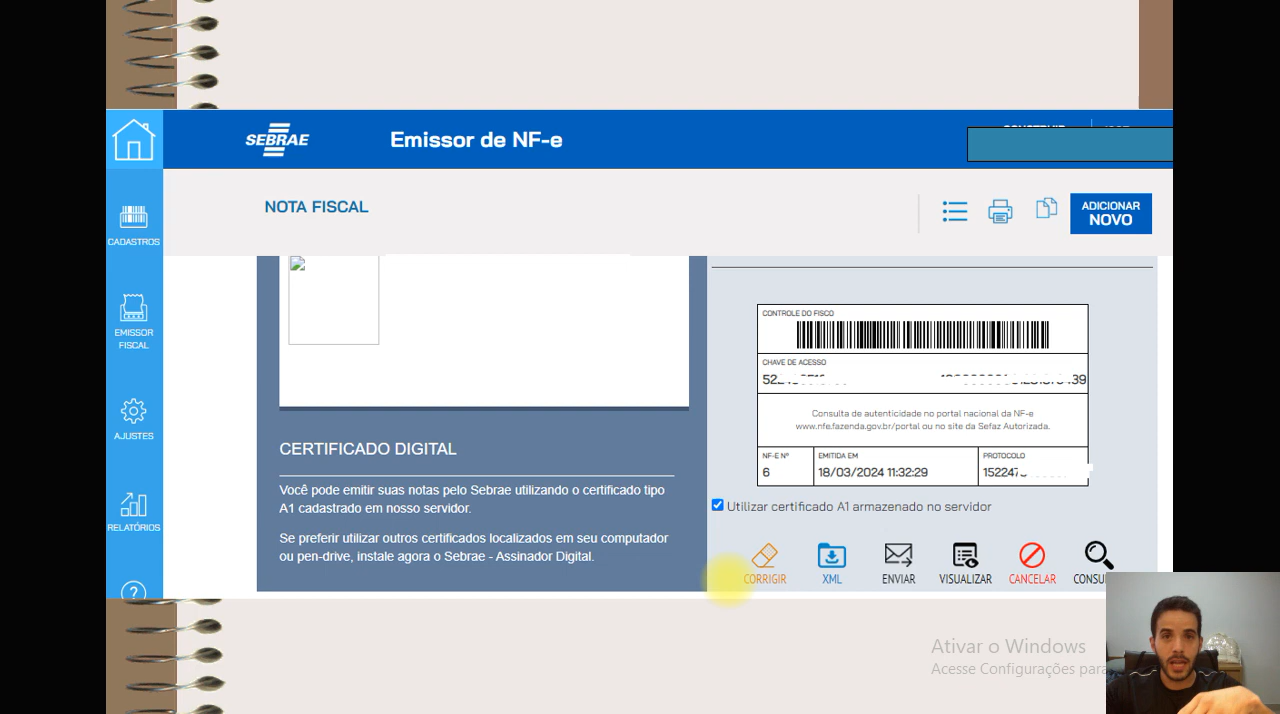 SEBRAE
Emissor de NF-e
NOTA FISCAL
ADICIONAR
NOVO
CADASTROS
EMISSOR
FISCAL
AJUSTES
RELATÓRIOS
CERTIFICADO DIGITAL
Você pode emitir suas notas pelo Sebrae utilizando o certificado tipo
A1 cadastrado em nosso servidor.
Se preferir utilizar outros certificados localizados em seu computador
ou pen-drive, instale agora o Sebrae - Assinador Digital.
CONTROLE DO FISCO
CHAVE DE ACESSO
Consulta de autenticidade no portal nacional da NF-e
www.nfe.fazenda.gov.br/portal ou no site da Sefaz Autorizada.
NF-E Nº EMITIDA EM PROTOCOLO
6 18/03/2024 11:32:29
Utilizar certificado A1 armazenado no servidor
CORRIGIR XML ENVIAR VISUALIZAR CANCELAR
Ativar o Windows
Acesse Configurações para